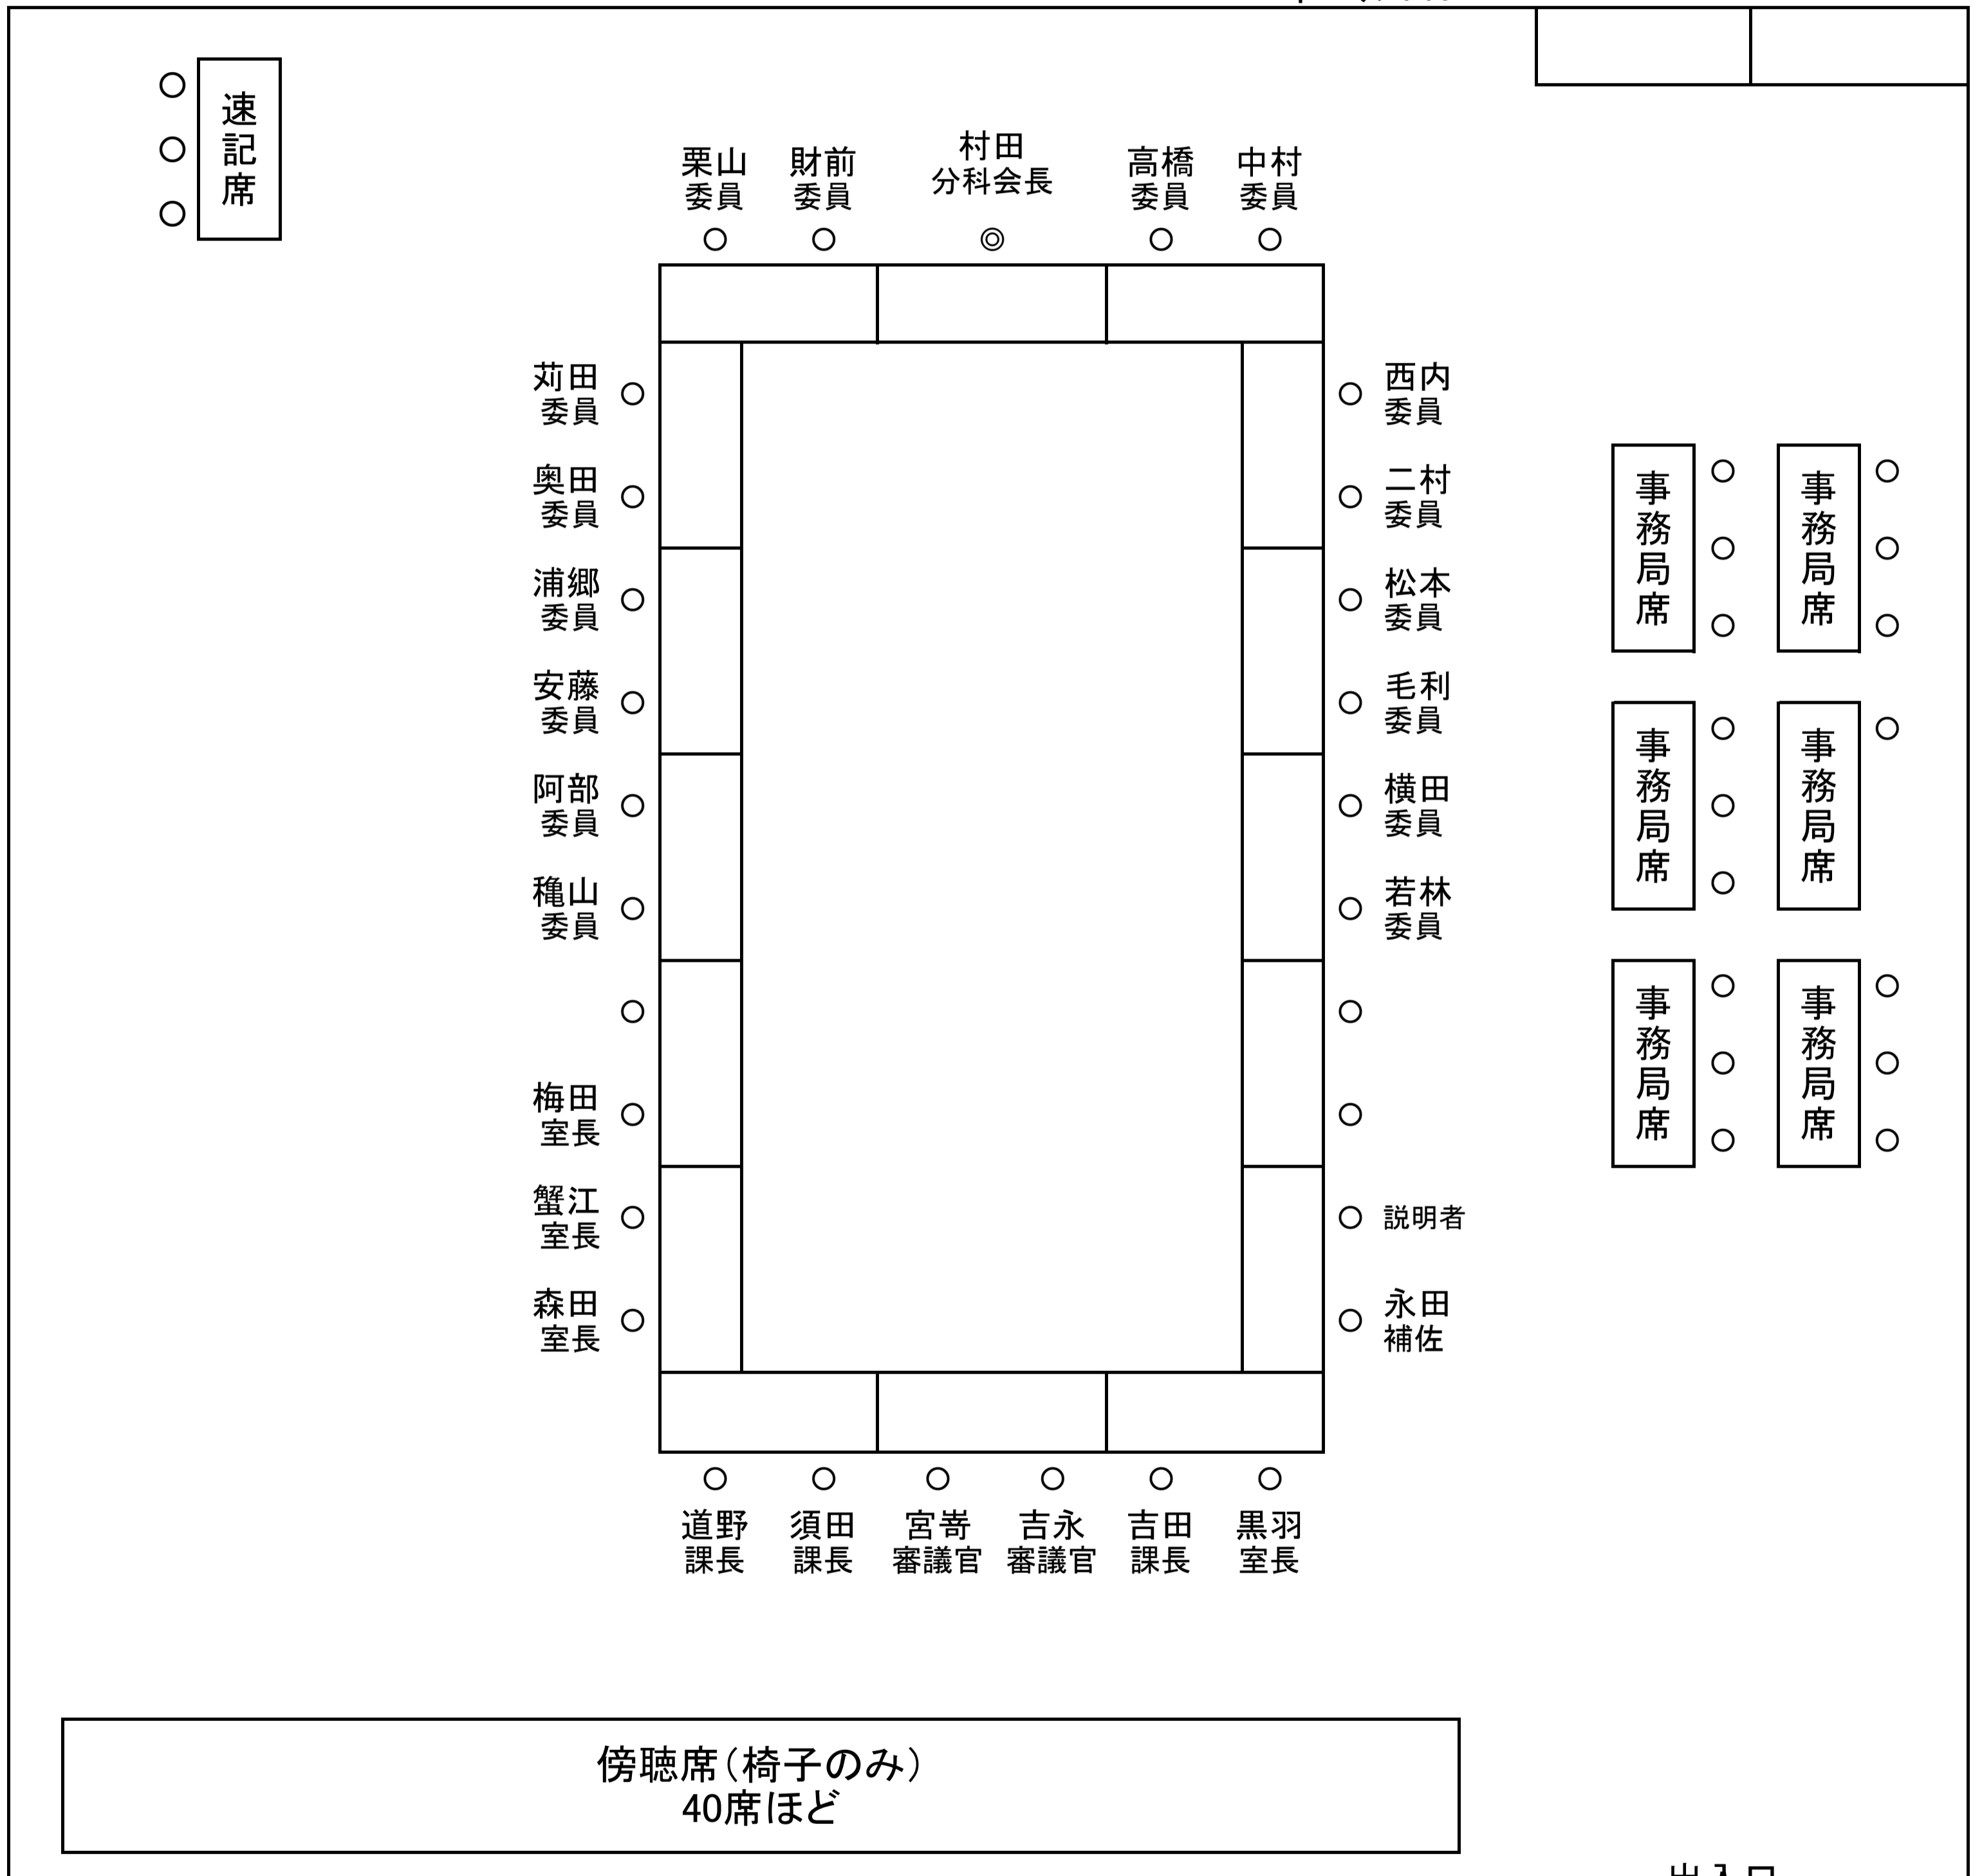 速記席
栗山
委員
財前
委員
村田
分科会長
高橋
委員
中村
委員
◎
苅田
委員
西内
委員
奥田
委員
二村
委員
浦郷
委員
松本
委員
安藤
委員
毛利
委員
阿部
委員
横田
委員
穐山
委員
若林
委員
事務局席
事務局席
事務局席
事務局席
事務局席
事務局席
梅田
室長
蟹江
室長
説明者
森田
室長
永田
補佐
道野
課長
須田
課長
宮嵜
審議官
吉永
審議官
吉田
課長
黒羽
室長
傍聴席(椅子のみ)
40席ほど
出入口